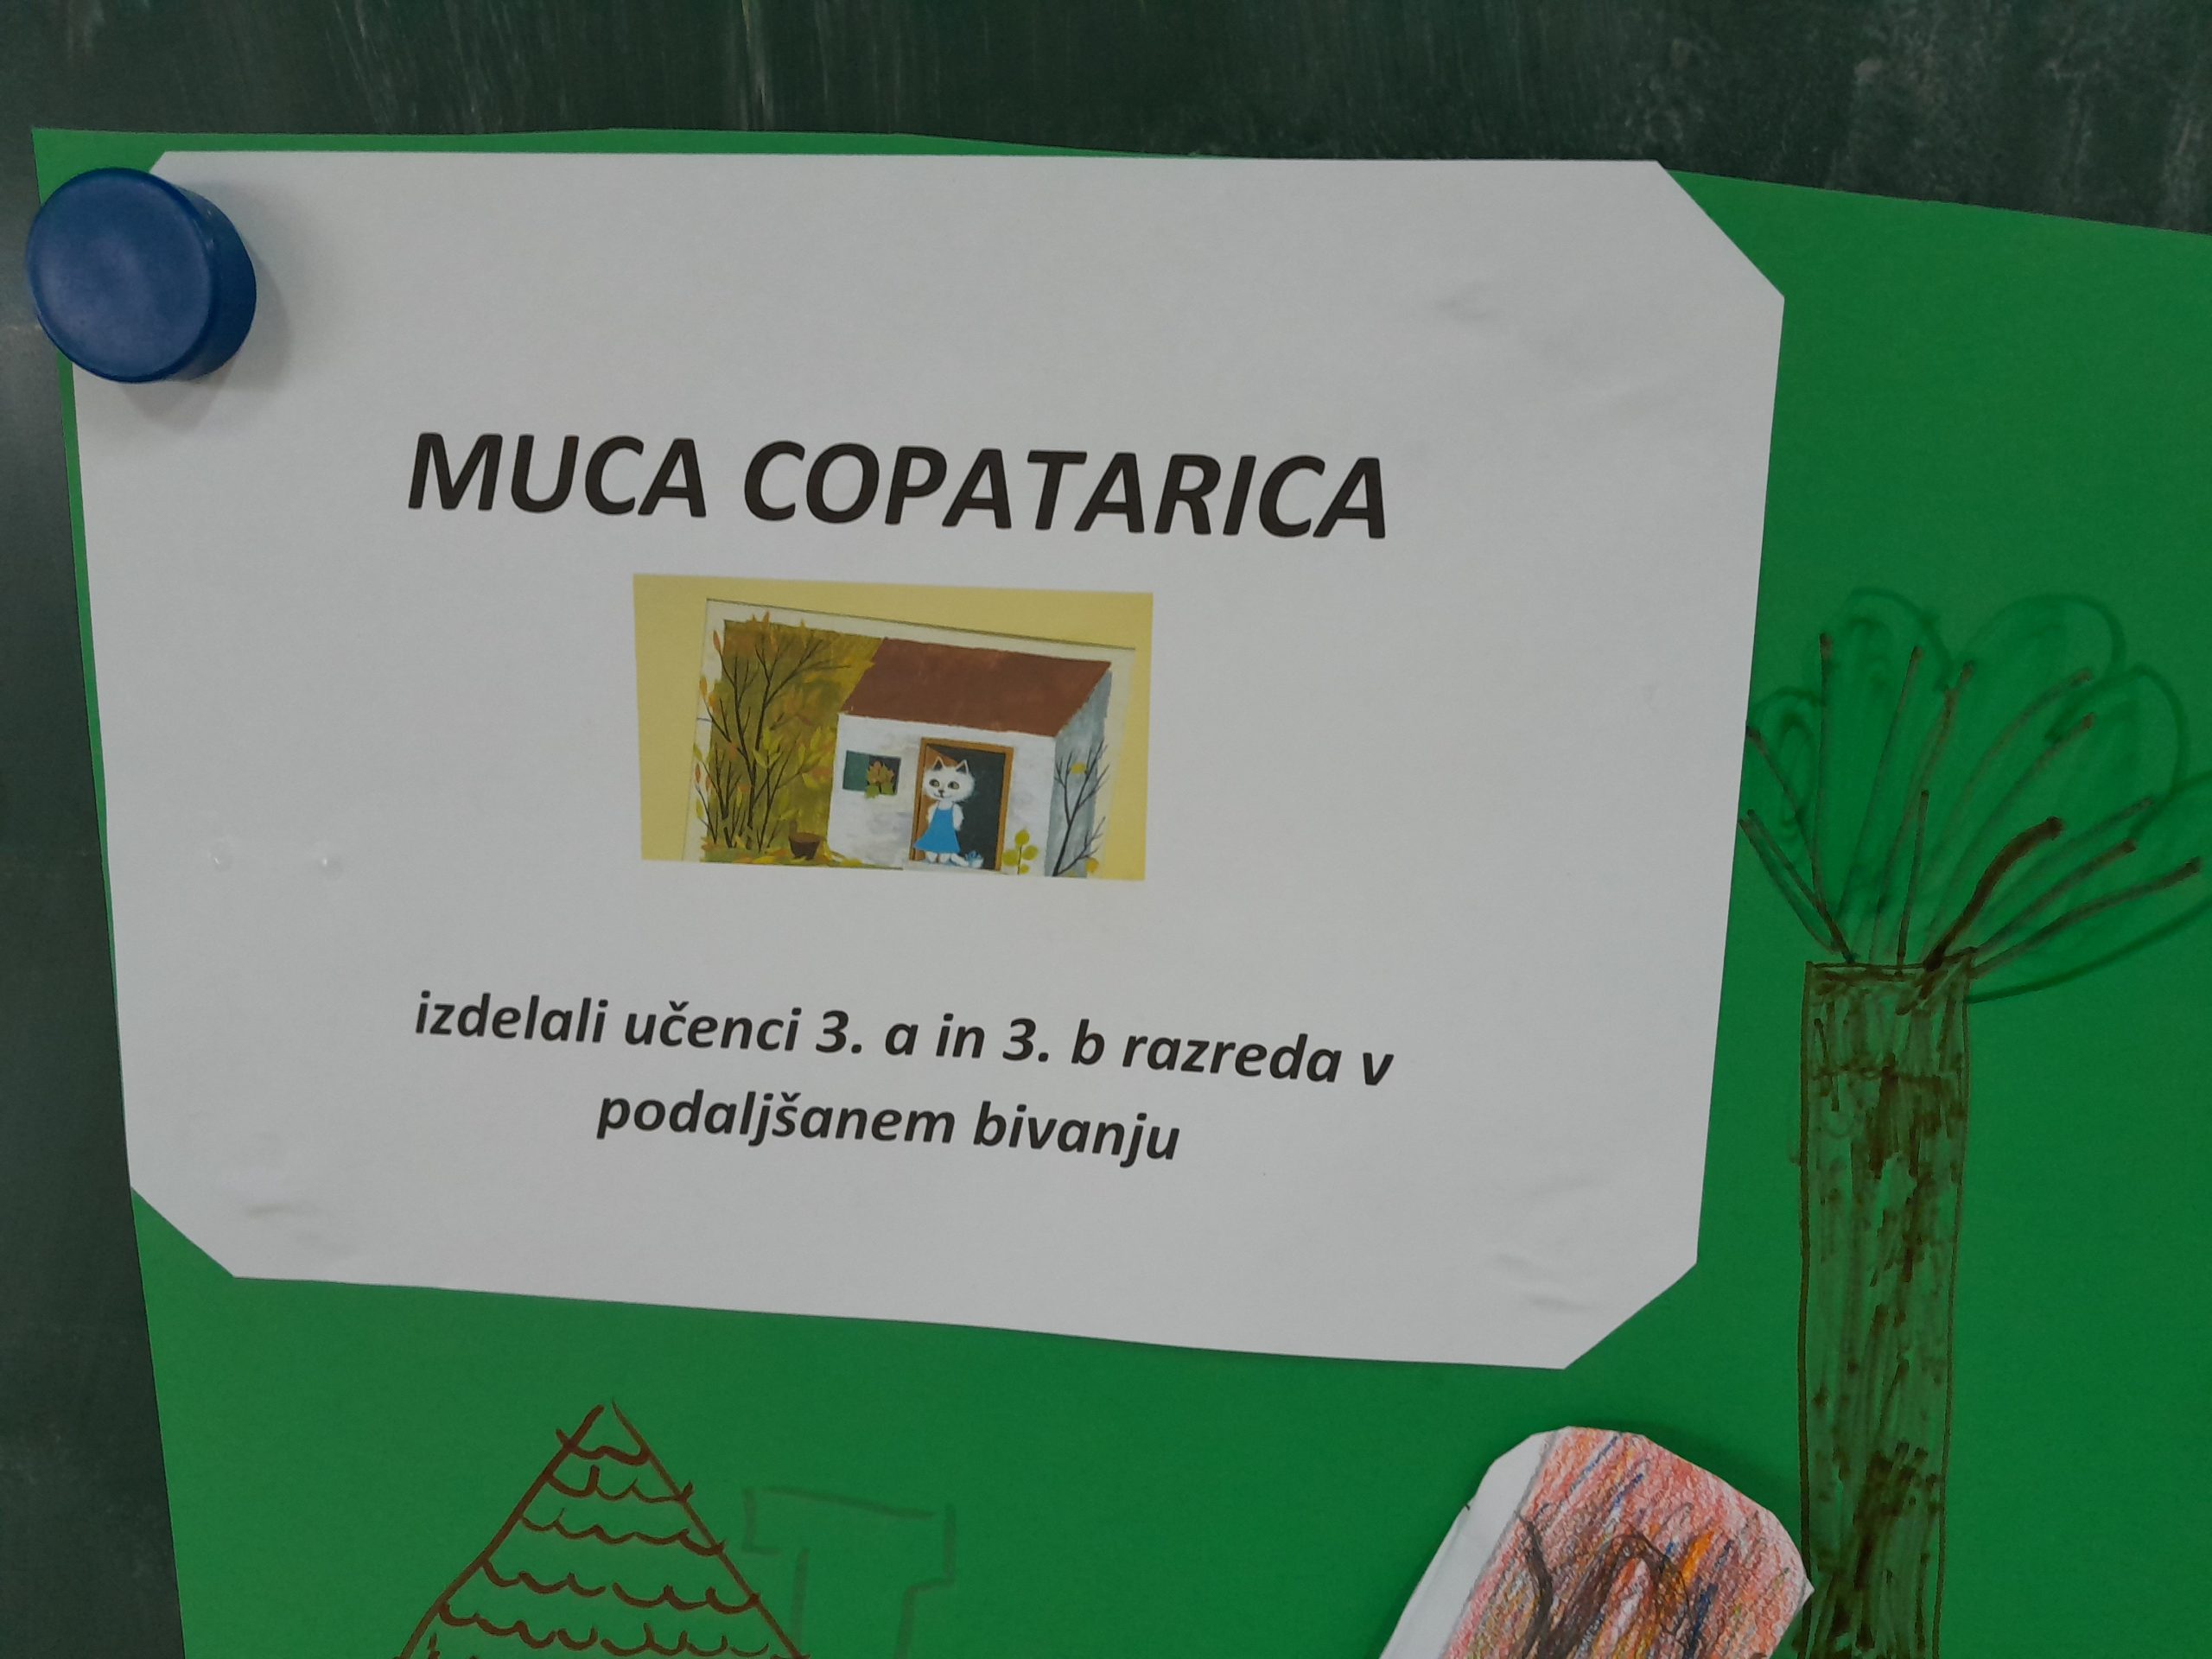 MUCA COPATARICA
izdelali učenci 3. a in 3. b razreda v
podaljšanem bivanju